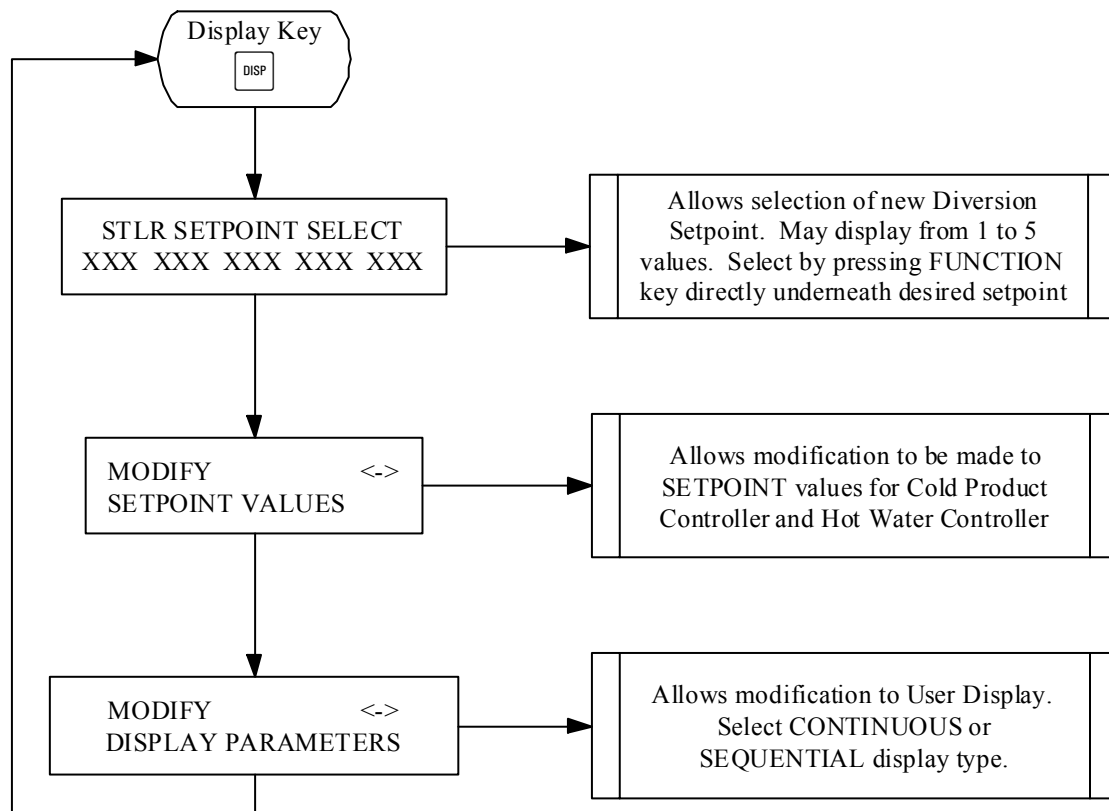 Display Key
DISP
STLR SETPOINT SELECT
XXX XXX XXX XXX XXX
Allows selection of new Diversion
Setpoint. May display from 1 to 5
values. Select by pressing FUNCTION
key directly underneath desired setpoint
MODIFY <->
SETPOINT VALUES
Allows modification to be made to
SETPOINT values for Cold Product
Controller and Hot Water Controller
MODIFY <->
DISPLAY PARAMETERS
Allows modification to User Display.
Select CONTINUOUS or
SEQUENTIAL display type.